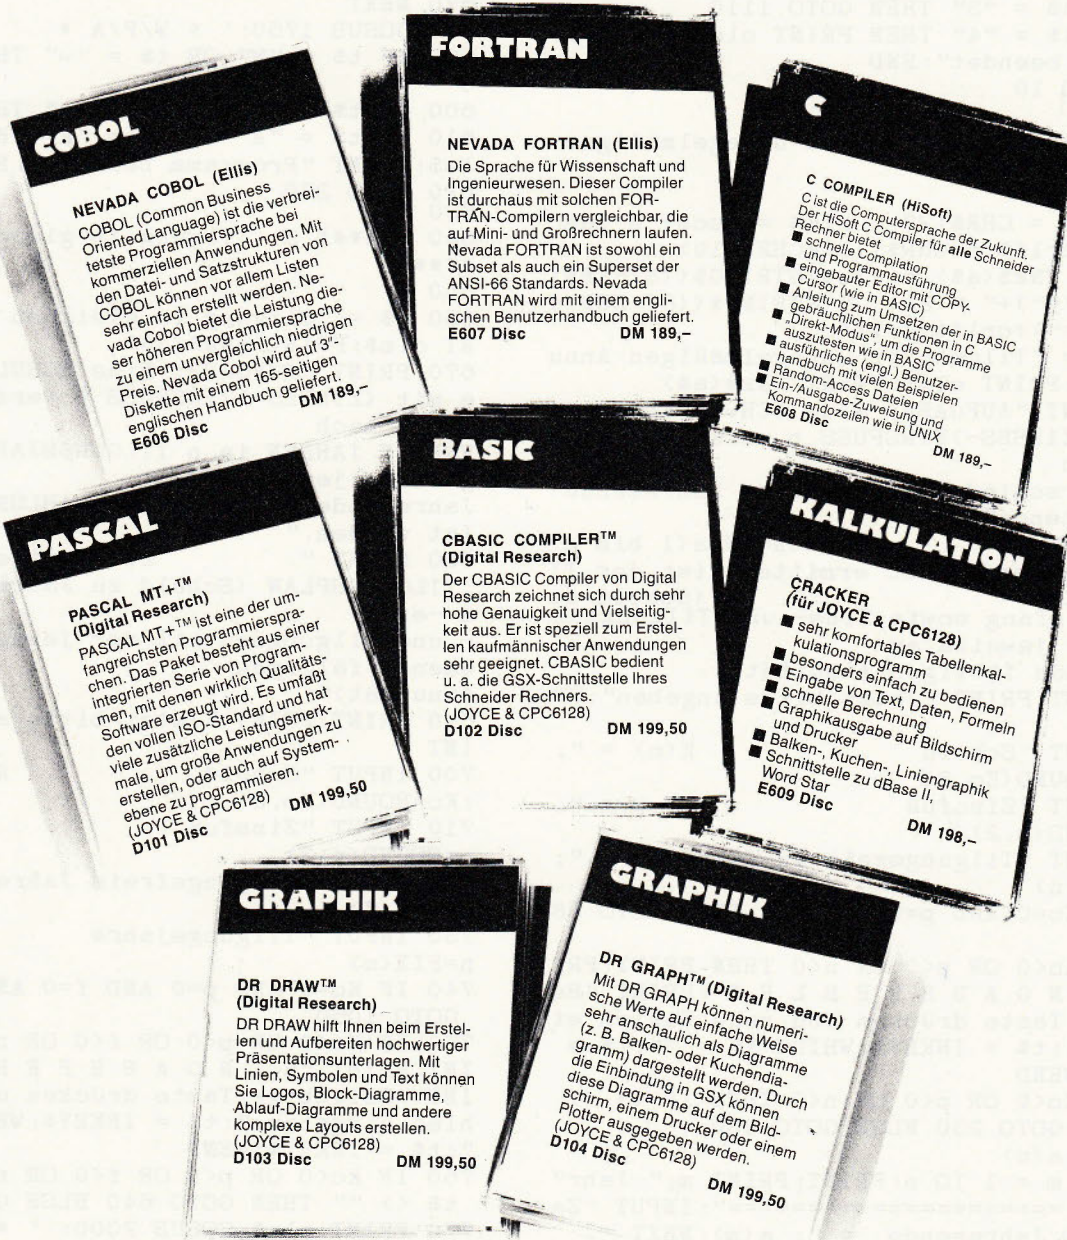 COBOL
NEVADA COBOL (Ellis)
COBOL (Common Business
Oriented Language) ist die verbrei-
tetste Programmiersprache bei
kommerziellen Anwendungen. Mit
den Datei- und Satzstrukturen von
COBOL können vor allem Listen
sehr einfach erstellt werden. Ne-
vada Cobol bietet die Leistung die-
ser höheren Programmiersprache
zu einem unvergleichlich niedrigen
Preis. Nevada Cobol wird auf 3"-
Diskette mit einem 165-seitigen
englischen Handbuch geliefert.
E606 Disc DM 189,–
FORTRAN
NEVADA FORTRAN (Ellis)
Die Sprache für Wissenschaft und
Ingenieurwesen. Dieser Compiler
ist durchaus mit solchen FOR-
TRAN-Compilern vergleichbar, die
auf Mini- und Großrechnern laufen.
Nevada FORTRAN ist sowohl ein
Subset als auch ein Superset der
ANSI-66 Standards. Nevada
FORTRAN wird mit einem engli-
schen Benutzerhandbuch geliefert.
E607 Disc DM 189,–
C
C COMPILER (HiSoft)
C ist die Computersprache der Zukunft.
Der HiSoft C Compiler für alle Schneider
Rechner bietet
■ schnelle Compilation
und Programmausführung
■ eingebauter Editor mit COPY-
Cursor (wie in BASIC)
■ Anleitung zum Umsetzen der in BASIC
gebräuchlichen Funktionen in C
■ „Direkt-Modus“, um die Programme
auszutesten wie in BASIC
■ ausführliches (engl.) Benutzer-
handbuch mit vielen Beispielen
■ Random-Access Dateien
■ Ein-/Ausgabe-Zuweisung und
Kommandozeilen wie in UNIX
E608 Disc DM 189,–
PASCAL
PASCAL MT+™
(Digital Research)
PASCAL MT+™ ist eine der um-
fangreichsten Programmierspra-
chen. Das Paket besteht aus einer
integrierten Serie von Program-
men, mit denen wirklich Qualitäts-
Software erzeugt wird. Es umfaßt
den vollen ISO-Standard und hat
viele zusätzliche Leistungsmerk-
male, um große Anwendungen zu
erstellen, oder auch auf System-
ebene zu programmieren.
(JOYCE & CPC6128)
D101 Disc DM 199,50
BASIC
CBASIC COMPILER™
(Digital Research)
Der CBASIC Compiler von Digital
Research zeichnet sich durch sehr
hohe Genauigkeit und Vielseitig-
keit aus. Er ist speziell zum Erstel-
len kaufmännischer Anwendungen
sehr geeignet. CBASIC bedient
u. a. die GSX-Schnittstelle Ihres
Schneider Rechners.
(JOYCE & CPC6128)
D102 Disc DM 199,50
KALKULATION
CRACKER
(für JOYCE & CPC6128)
■ sehr komfortables Tabellenkal-
kulationsprogramm
■ besonders einfach zu bedienen
■ Eingabe von Text, Daten, Formeln
■ schnelle Berechnung
■ Graphikausgabe auf Bildschirm
und Drucker
■ Balken-, Kuchen-, Liniengraphik
■ Schnittstelle zu dBase II,
Word Star
E609 Disc DM 198,–
GRAPHIK
DR DRAW™
(Digital Research)
DR DRAW hilft Ihnen beim Erstel-
len und Aufbereiten hochwertiger
Präsentationsunterlagen. Mit
Linien, Symbolen und Text können
Sie Logos, Block-Diagramme,
Ablauf-Diagramme und andere
komplexe Layouts erstellen.
(JOYCE & CPC6128)
D103 Disc DM 199,50
GRAPHIK
DR GRAPH™ (Digital Research)
Mit DR GRAPH können numeri-
sche Werte auf einfache Weise
sehr anschaulich als Diagramme
(z. B. Balken- oder Kuchendia-
gramm) dargestellt werden. Durch
die Einbindung in GSX können
diese Diagramme auf dem Bild-
schirm, einem Drucker oder einem
Plotter ausgegeben werden.
(JOYCE & CPC6128)
D104 Disc DM 199,50